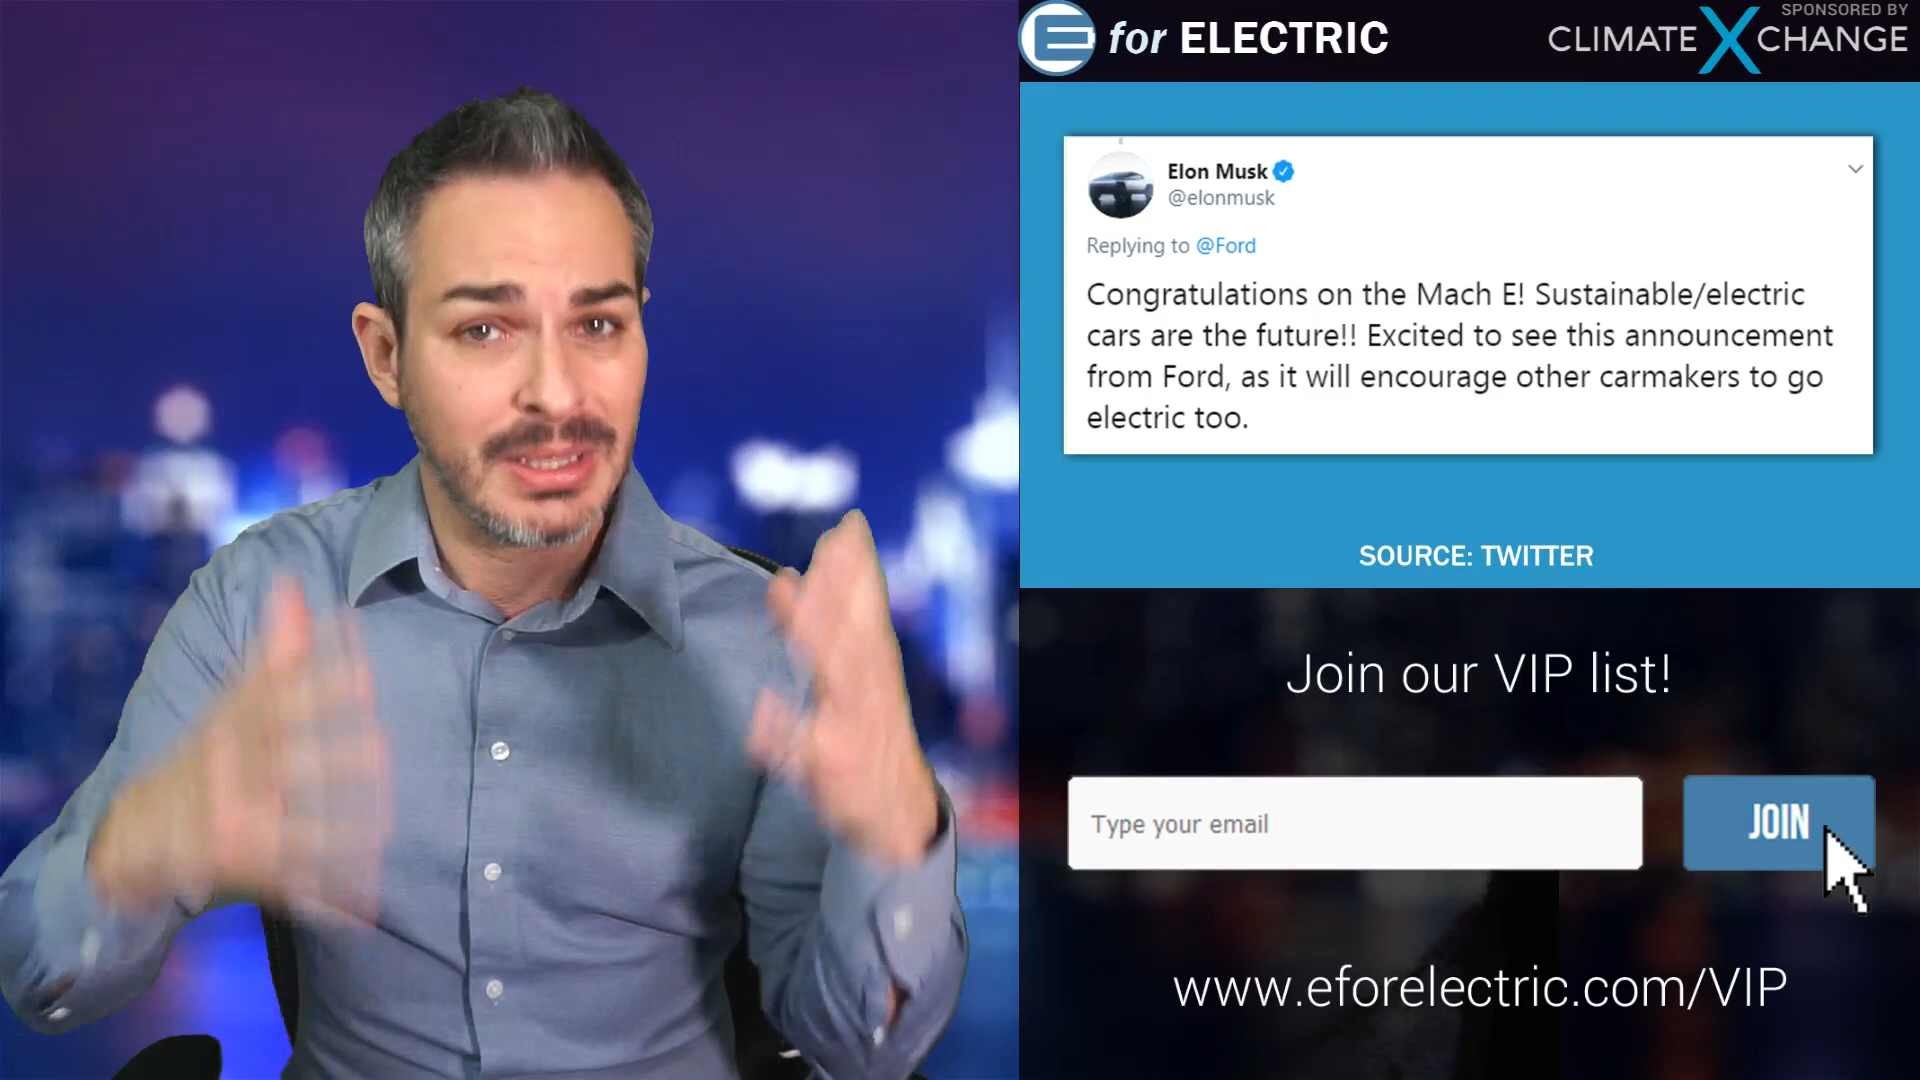 E for ELECTRIC
SPONSORED BY
CLIMATE XCHANGE
Elon Musk
@elonmusk
Replying to @Ford
Congratulations on the Mach E! Sustainable/electric
cars are the future!! Excited to see this announcement
from Ford, as it will encourage other carmakers to go
electric too.
SOURCE: TWITTER
Join our VIP list!
Type your email
JOIN
www.eforelectric.com/VIP